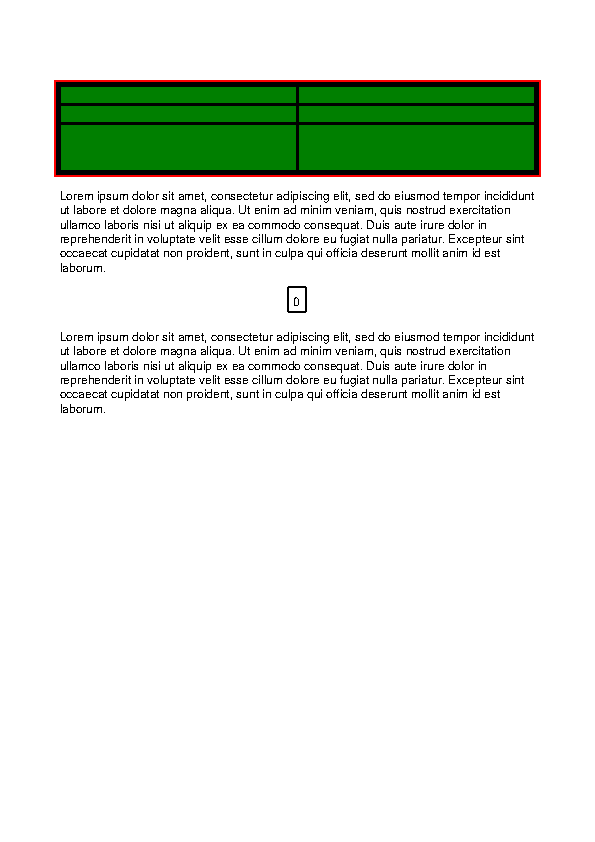 Lorem ipsum dolor sit amet, consectetur adipiscing elit, sed do eiusmod tempor incididunt
ut labore et dolore magna aliqua. Ut enim ad minim veniam, quis nostrud exercitation
ullamco laboris nisi ut aliquip ex ea commodo consequat. Duis aute irure dolor in
reprehenderit in voluptate velit esse cillum dolore eu fugiat nulla pariatur. Excepteur sint
occaecat cupidatat non proident, sunt in culpa qui officia deserunt mollit anim id est
laborum.
0
Lorem ipsum dolor sit amet, consectetur adipiscing elit, sed do eiusmod tempor incididunt
ut labore et dolore magna aliqua. Ut enim ad minim veniam, quis nostrud exercitation
ullamco laboris nisi ut aliquip ex ea commodo consequat. Duis aute irure dolor in
reprehenderit in voluptate velit esse cillum dolore eu fugiat nulla pariatur. Excepteur sint
occaecat cupidatat non proident, sunt in culpa qui officia deserunt mollit anim id est
laborum.